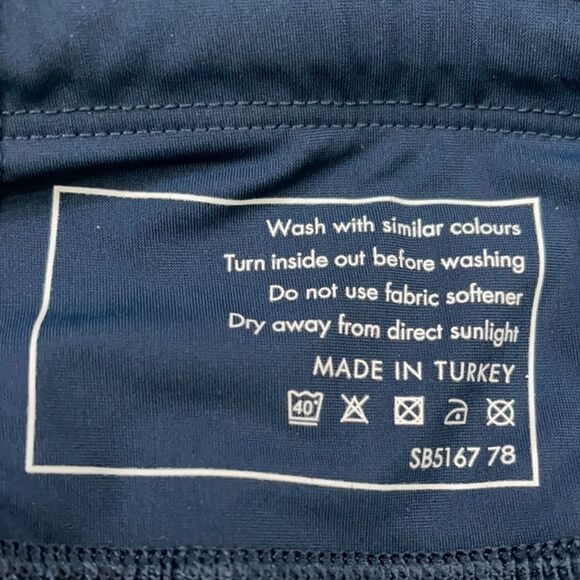 Wash with similar colours
Turn inside out before washing
Do not use fabric softener
Dry away from direct sunlight
MADE IN TURKEY
40°
SB5167 78